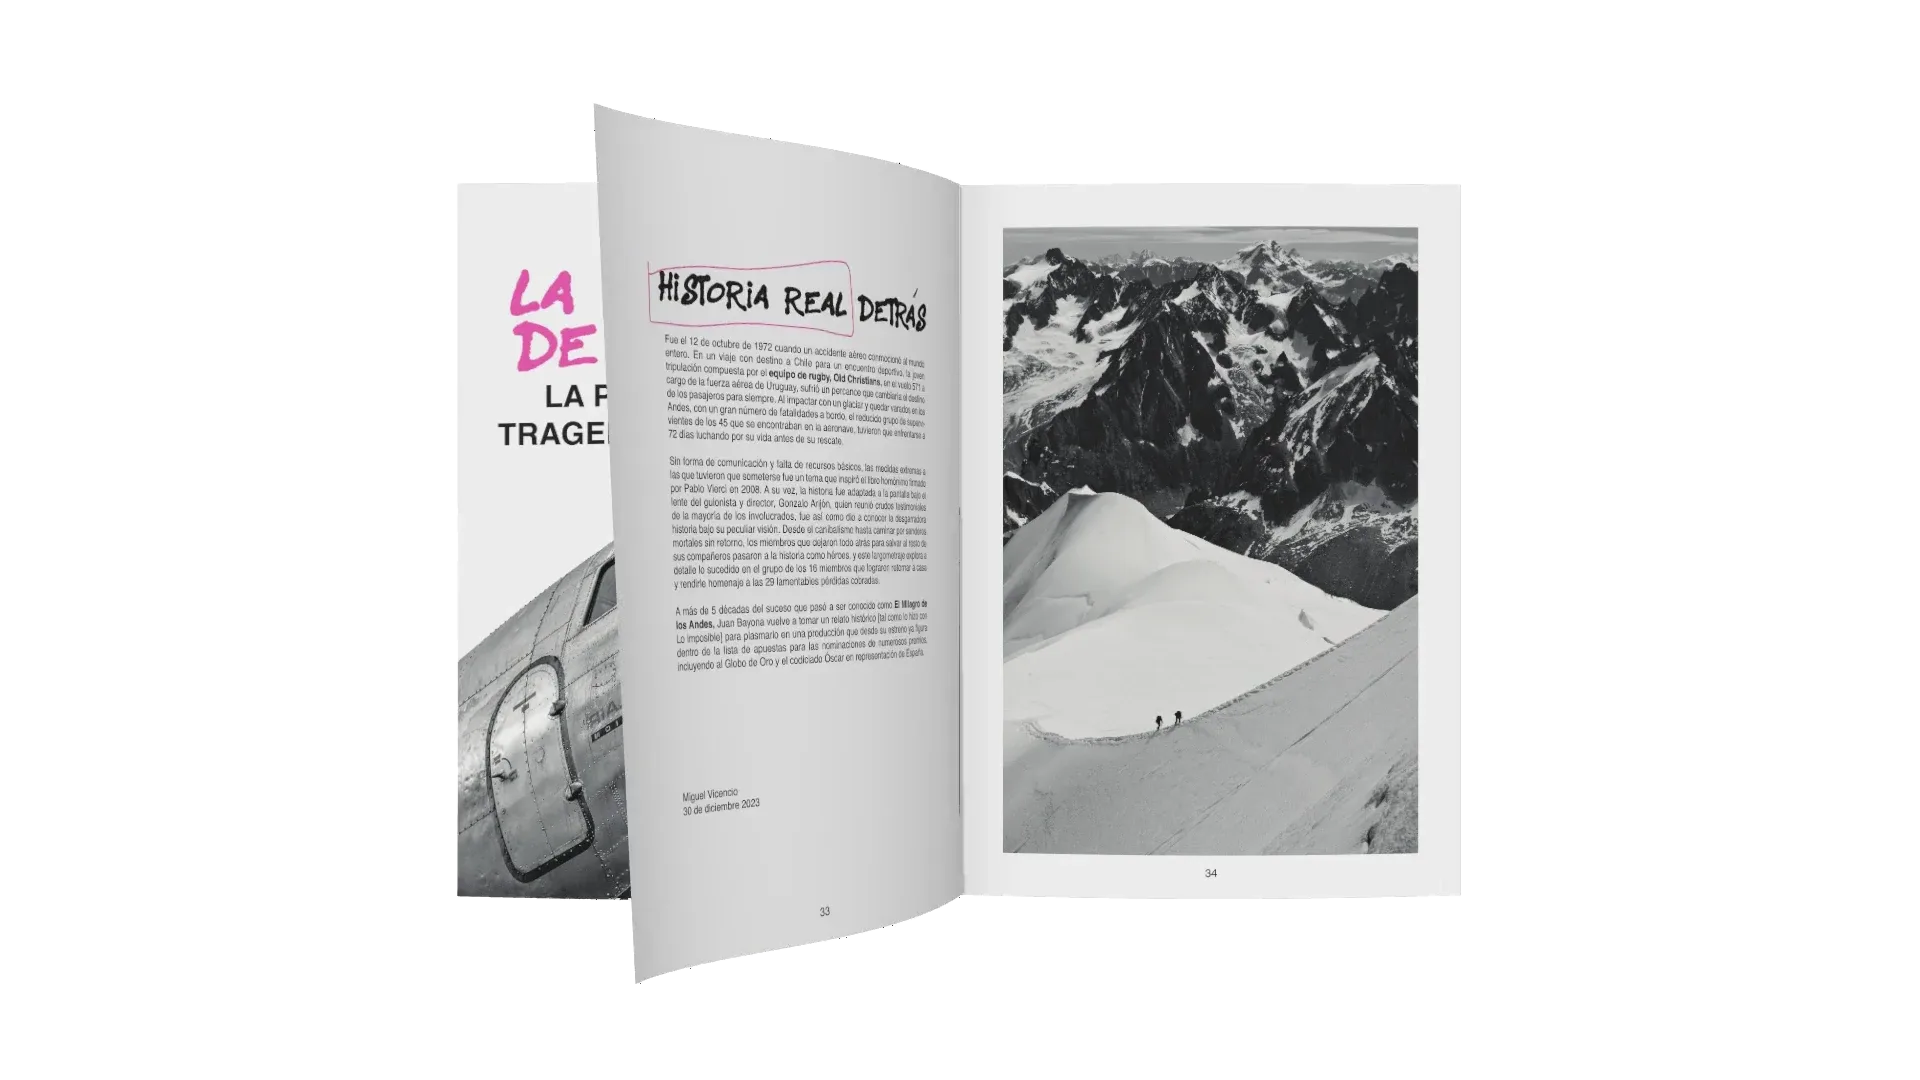 LA
DE
LA P
TRAGE
HiSTORiA REAL DETRÁS
Fue el 12 de octubre de 1972 cuando un accidente aéreo conmocionó al mundo
entero. En un viaje con destino a Chile para un encuentro deportivo, la joven
tripulación compuesta por el equipo de rugby, Old Christians, en el vuelo 571 a
cargo de la fuerza aérea de Uruguay, sufrió un percance que cambiaría el destino
de los pasajeros para siempre. Al impactar con un glaciar y quedar varados en los
Andes, con un gran número de fatalidades a bordo, el reducido grupo de supervi-
vientes de los 45 que se encontraban en la aeronave, tuvieron que enfrentarse a
72 días luchando por su vida antes de su rescate.
Sin forma de comunicación y falta de recursos básicos, las medidas extremas a
las que tuvieron que someterse fue un tema que inspiró el libro homónimo firmado
por Pablo Vierci en 2008. A su vez, la historia fue adaptada a la pantalla bajo el
lente del guionista y director, Gonzalo Arijón, quien reunió crudos testimoniales
de la mayoría de los involucrados, fue así como dio a conocer la desgarradora
historia bajo su peculiar visión. Desde el canibalismo hasta caminar por senderos
mortales sin retorno, los miembros que dejaron todo atrás para salvar al resto de
sus compañeros pasaron a la historia como héroes, y este largometraje explora a
detalle lo sucedido en el grupo de los 16 miembros que lograron retornar a casa
y rendirle homenaje a las 29 lamentables pérdidas cobradas.
A más de 5 décadas del suceso que pasó a ser conocido como El Milagro de
los Andes, Juan Bayona vuelve a tomar un relato histórico [tal como lo hizo con
Lo Imposible] para plasmarlo en una producción que desde su estreno ya figura
dentro de la lista de apuestas para las nominaciones de numerosos premios,
incluyendo al Globo de Oro y el codiciado Óscar en representación de España.
Miguel Vicencio
30 de diciembre 2023
33
34